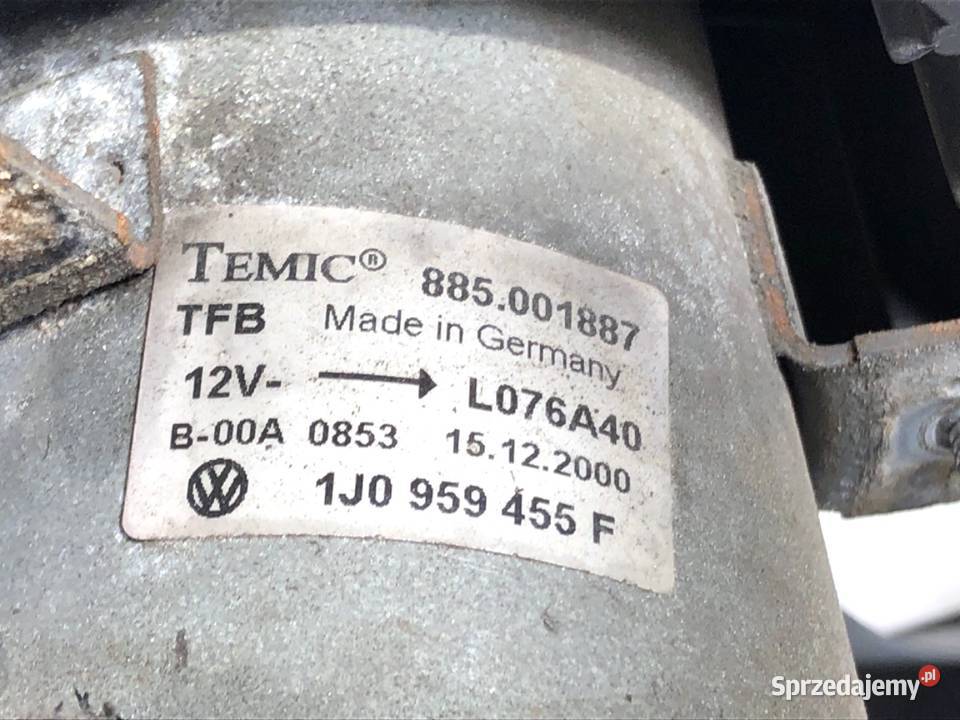 TEMIC® 885.001887
TFB Made in Germany
12V- → L076A40
B-00A 0853 15.12.2000
VW 1J0 959 455 F
Sprzedajemy.pl